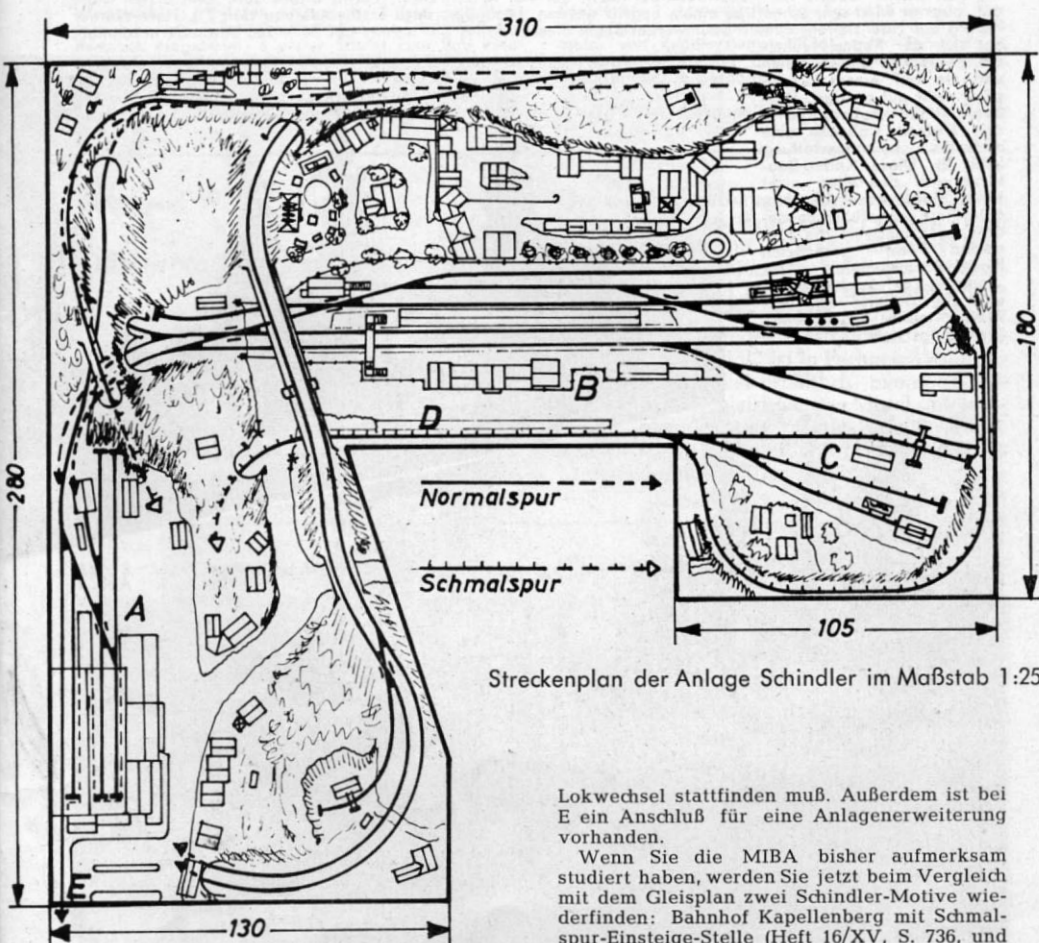 310
280
180
A
B
C
D
E
Normalspur
Schmalspur
105
130
Streckenplan der Anlage Schindler im Maßstab 1:25
Lokwechsel stattfinden muß. Außerdem ist bei
E ein Anschluß für eine Anlagenerweiterung
vorhanden.
Wenn Sie die MIBA bisher aufmerksam
studiert haben, werden Sie jetzt beim Vergleich
mit dem Gleisplan zwei Schindler-Motive wie-
derfinden: Bahnhof Kapellenberg mit Schmal-
spur-Einsteige-Stelle (Heft 16/XV, S. 736, und